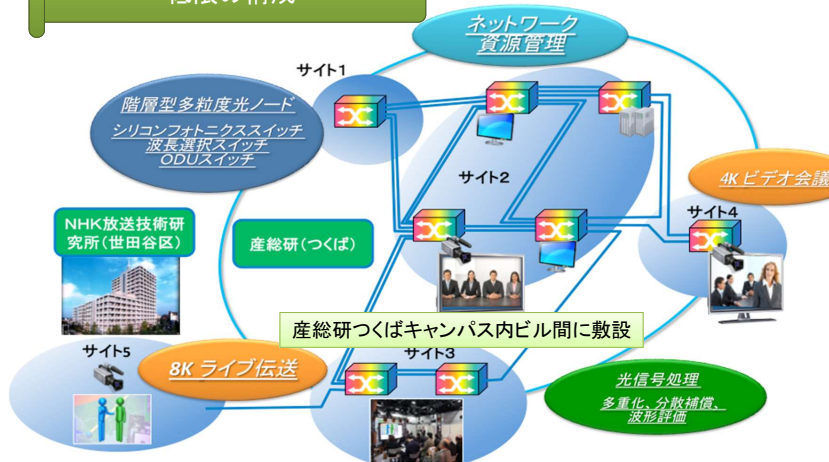 ネットワーク
資源管理
サイト1
階層型多粒度光ノード
シリコンフォトニクススイッチ
波長選択スイッチ
ODUスイッチ
サイト2
4K ビデオ会議
サイト4
NHK放送技術研
究所(世田谷区)
産総研(つくば)
産総研つくばキャンパス内ビル間に敷設
サイト5
8K ライブ伝送
サイト3
光信号処理
多重化、分散補償、
波形評価